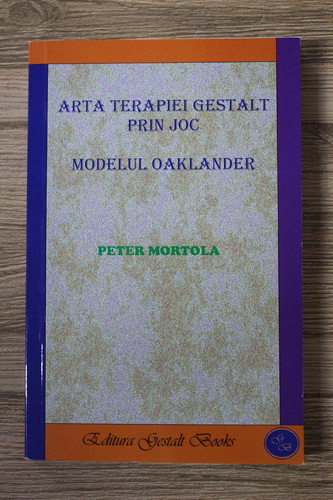 ARTA TERAPIEI GESTALT
PRIN JOC
MODELUL OAKLANDER
PETER MORTOLA
Editura Gestalt Books
G B